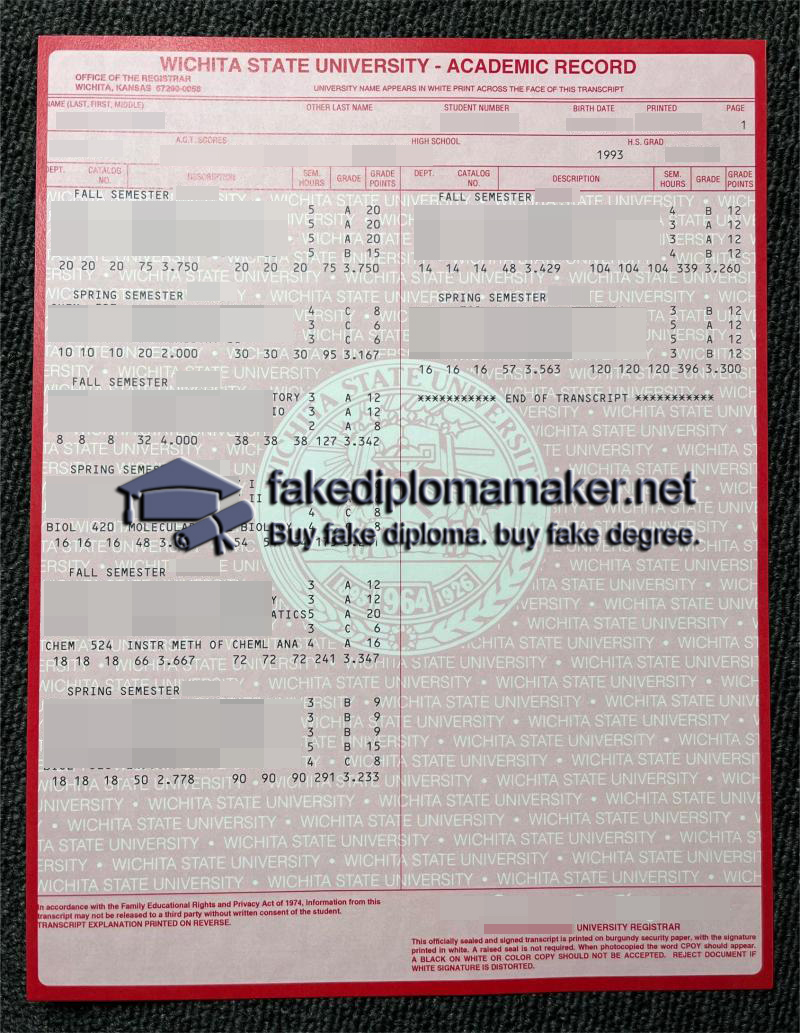 WICHITA STATE UNIVERSITY - ACADEMIC RECORD
OFFICE OF THE REGISTRAR
WICHITA, KANSAS 67260-0058
UNIVERSITY NAME APPEARS IN WHITE PRINT ACROSS THE FACE OF THIS TRANSCRIPT
NAME (LAST, FIRST, MIDDLE) OTHER LAST NAME STUDENT NUMBER BIRTH DATE PRINTED PAGE
1
A.C.T. SCORES HIGH SCHOOL H.S. GRAD
1993
DEPT. CATALOG NO. DESCRIPTION SEM. HOURS GRADE GRADE POINTS
FALL SEMESTER
5 A 20
5 A 20
5 A 20
5 B 15
20 20 20 75 3.750 20 20 20 75 3.750
SPRING SEMESTER
4 C 8
3 C 6
3 C 6
10 10 10 20 2.000 30 30 30 95 3.167
FALL SEMESTER
TORY 3 A 12
IO 3 A 12
2 A 8
8 8 8 32 4.000 38 38 38 127 3.342
SPRING SEMES
I
II
4 C 8
BIOL 420 MOLECULA BIO
16 16 16 48 3. 54
FALL SEMESTER
3 A 12
Y 3 A 12
ATICS5 A 20
3 C 6
CHEM 524 INSTR METH OF CHEML ANA 4 A 16
18 18 18 66 3.667 72 72 72 241 3.347
SPRING SEMESTER
3 B 9
3 B 9
3 B 9
5 B 15
4 C 8
18 18 18 50 2.778 90 90 90 291 3.233
DEPT. CATALOG NO. DESCRIPTION SEM. HOURS GRADE GRADE POINTS
FALL SEMESTER
4 B 12
3 A 12
3 A 12
4 B 12
14 14 14 48 3.429 104 104 104 339 3.260
SPRING SEMESTER
3 B 12
5 A 12
5 A 12
3 B 12
16 16 16 57 3.563 120 120 120 396 3.300
*********** END OF TRANSCRIPT ***********
WICHITA STATE UNIVERSITY
1964 1926
fakediplomamaker.net
Buy fake diploma. buy fake degree.
In accordance with the Family Educational Rights and Privacy Act of 1974, information from this
transcript may not be released to a third party without written consent of the student.
TRANSCRIPT EXPLANATION PRINTED ON REVERSE.
UNIVERSITY REGISTRAR
This officially sealed and signed transcript is printed on burgundy security paper, with the signature
printed in white. A raised seal is not required. When photocopied the word CPOY should appear.
A BLACK ON WHITE OR COLOR COPY SHOULD NOT BE ACCEPTED. REJECT DOCUMENT IF
WHITE SIGNATURE IS DISTORTED.